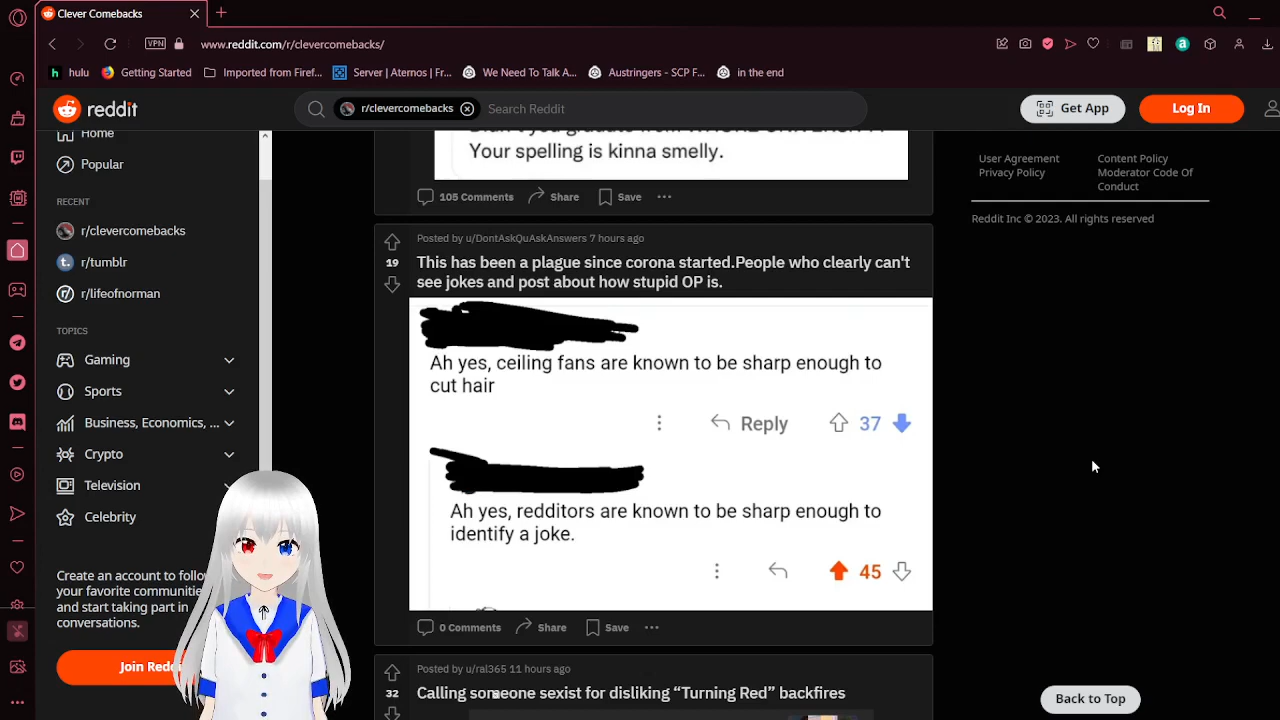 Clever Comebacks
VPN
www.reddit.com/r/clevercomebacks/
hulu
Getting Started
Imported from Firef...
Server | Aternos | Fr...
We Need To Talk A...
Austringers - SCP F...
in the end
reddit
r/clevercomebacks
Search Reddit
Get App
Log In
Home
Popular
RECENT
r/clevercomebacks
r/tumblr
r/lifeofnorman
TOPICS
Gaming
Sports
Business, Economics, ...
Crypto
Television
Celebrity
Create an account to follo
your favorite communitie
and start taking part in
conversations.
Join Reddi
Your spelling is kinna smelly.
105 Comments
Share
Save
Posted by u/DontAskQuAskAnswers 7 hours ago
19
This has been a plague since corona started.People who clearly can't
see jokes and post about how stupid OP is.
Ah yes, ceiling fans are known to be sharp enough to
cut hair
Reply
37
Ah yes, redditors are known to be sharp enough to
identify a joke.
45
0 Comments
Share
Save
Posted by u/ral365 11 hours ago
32
Calling someone sexist for disliking “Turning Red” backfires
User Agreement
Privacy Policy
Content Policy
Moderator Code Of
Conduct
Reddit Inc © 2023. All rights reserved
Back to Top